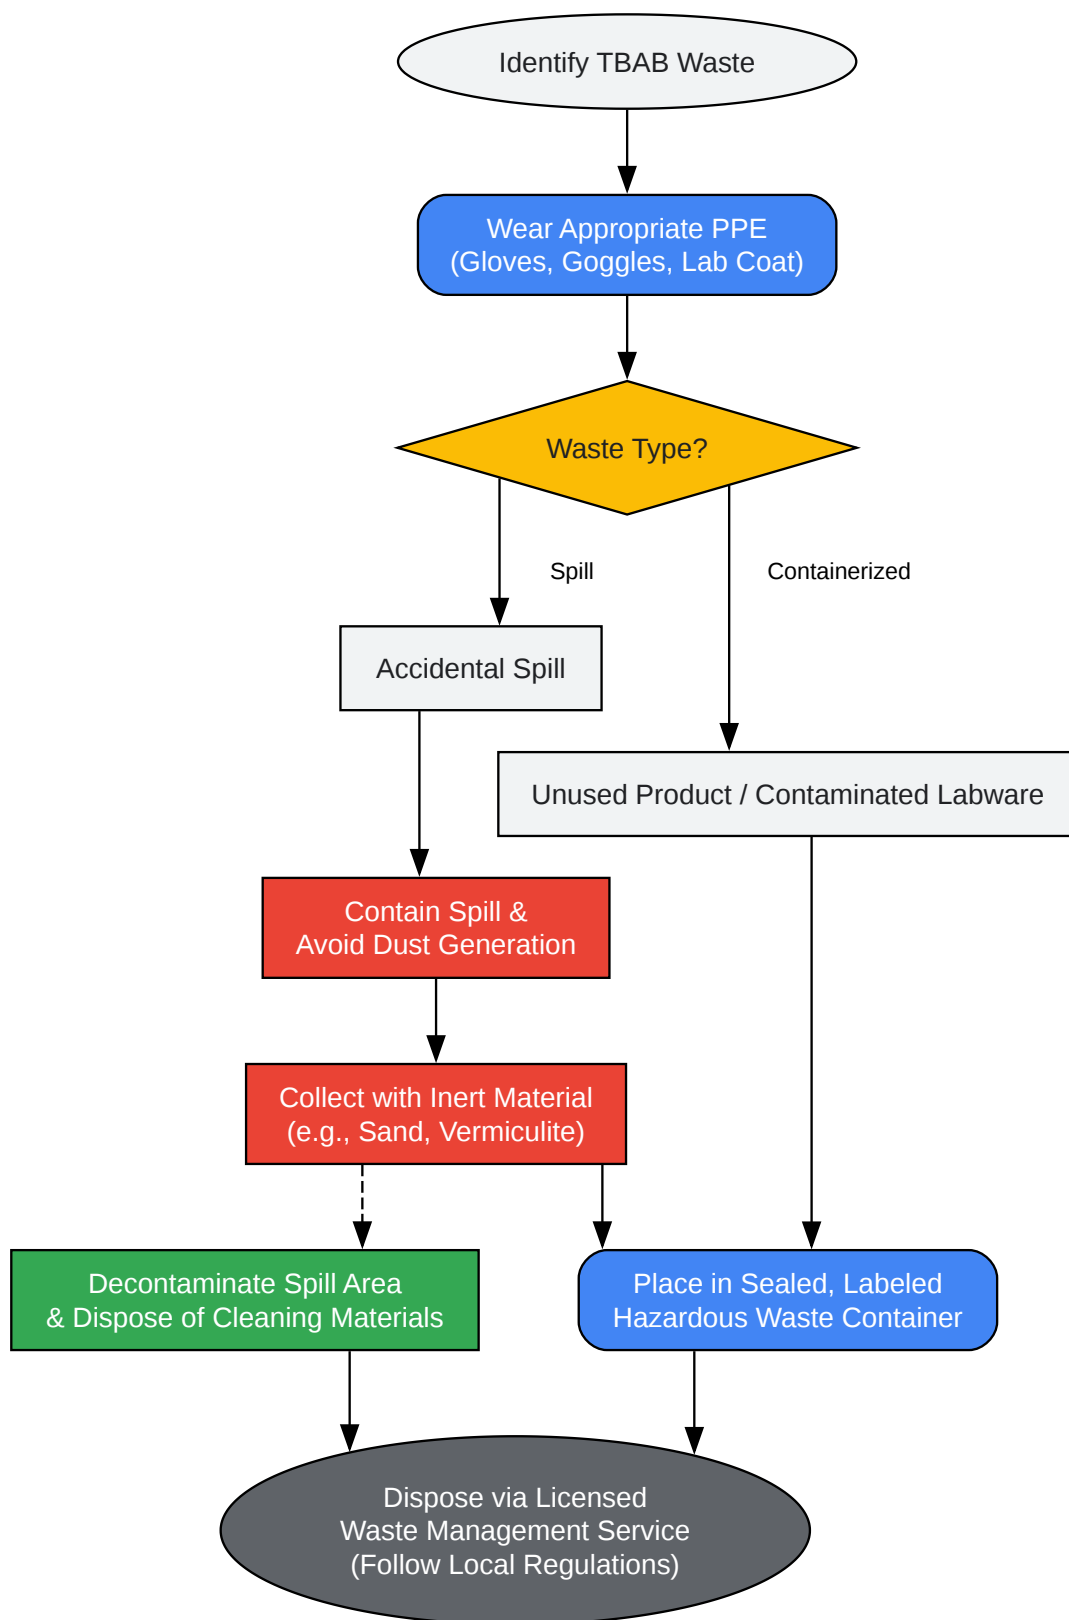 Identify TBAB Waste
Wear Appropriate PPE
(Gloves, Goggles, Lab Coat)
Waste Type?
Spill
Containerized
Accidental Spill
Unused Product / Contaminated Labware
Contain Spill &
Avoid Dust Generation
Collect with Inert Material
(e.g., Sand, Vermiculite)
Decontaminate Spill Area
& Dispose of Cleaning Materials
Place in Sealed, Labeled
Hazardous Waste Container
Dispose via Licensed
Waste Management Service
(Follow Local Regulations)